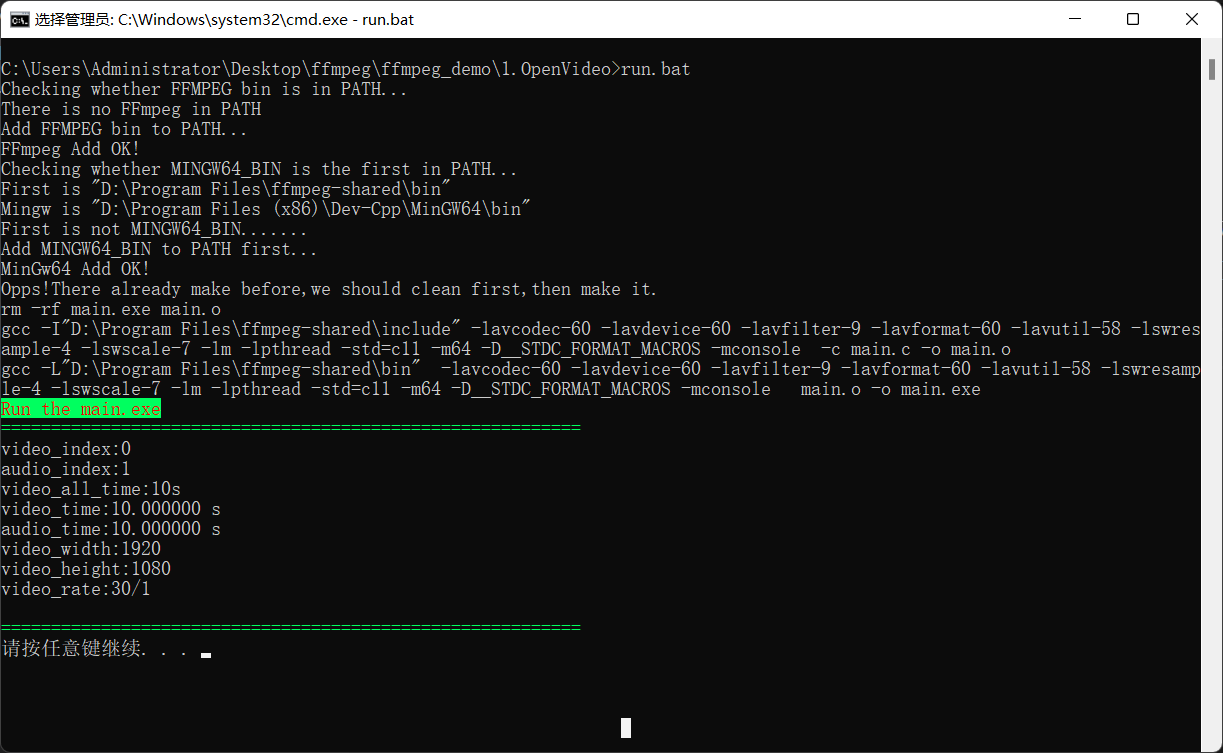 选择管理员: C:\Windows\system32\cmd.exe - run.bat
C:\Users\Administrator\Desktop\ffmpeg\ffmpeg_demo\1.OpenVideo>run.bat
Checking whether FFMPEG bin is in PATH...
There is no FFmpeg in PATH
Add FFMPEG bin to PATH...
FFmpeg Add OK!
Checking whether MINGW64_BIN is the first in PATH...
First is "D:\Program Files\ffmpeg-shared\bin"
Mingw is "D:\Program Files (x86)\Dev-Cpp\MinGW64\bin"
First is not MINGW64_BIN.......
Add MINGW64_BIN to PATH first...
MinGw64 Add OK!
Opps!There already make before,we should clean first,then make it.
rm -rf main.exe main.o
gcc -I"D:\Program Files\ffmpeg-shared\include" -lavcodec-60 -lavdevice-60 -lavfilter-9 -lavformat-60 -lavutil-58 -lswres
ample-4 -lswscale-7 -lm -lpthread -std=c11 -m64 -D__STDC_FORMAT_MACROS -mconsole  -c main.c -o main.o
gcc -L"D:\Program Files\ffmpeg-shared\bin"  -lavcodec-60 -lavdevice-60 -lavfilter-9 -lavformat-60 -lavutil-58 -lswresamp
le-4 -lswscale-7 -lm -lpthread -std=c11 -m64 -D__STDC_FORMAT_MACROS -mconsole   main.o -o main.exe
Run the main.exe
==========================================================
video_index:0
audio_index:1
video_all_time:10s
video_time:10.000000 s
audio_time:10.000000 s
video_width:1920
video_height:1080
video_rate:30/1
==========================================================
请按任意键继续. . .